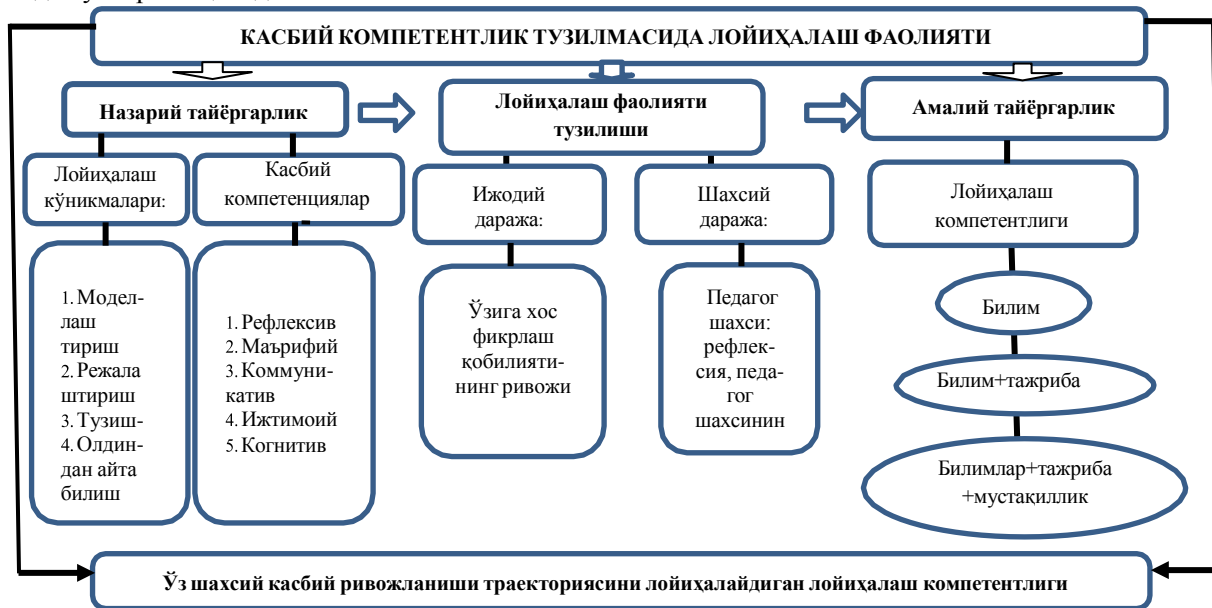 КАСБИЙ КОМПЕТЕНТЛИК ТУЗИЛМАСИДА ЛОЙИҲАЛАШ ФАОЛИЯТИ
Назарий тайёргарлик
Лойиҳалаш фаолияти
тузилиши
Амалий тайёргарлик
Лойиҳалаш
кўникмалари:
Касбий
компетенциялар
Ижодий
даража:
Шахсий
даража:
Лойиҳалаш
компетентлиги
1. Модел-
лаш
тириш
2. Режала
штириш
3. Тузиш-
4. Олдин-
дан айта
билиш
1. Рефлексив
2. Маърифий
3. Коммуни-
катив
4. Ижтимоий
5. Когнитив
Ўзига хос
фикрлаш
қобилияти-
нинг ривожи
Педагог
шахси:
рефлек-
сия, педа-
гог
шахсинин
Билим
Билим+тажриба
Билимлар+тажриба
+мустақиллик
Ўз шахсий касбий ривожланиши траекториясини лойиҳалайдиган лойиҳалаш компетентлиги